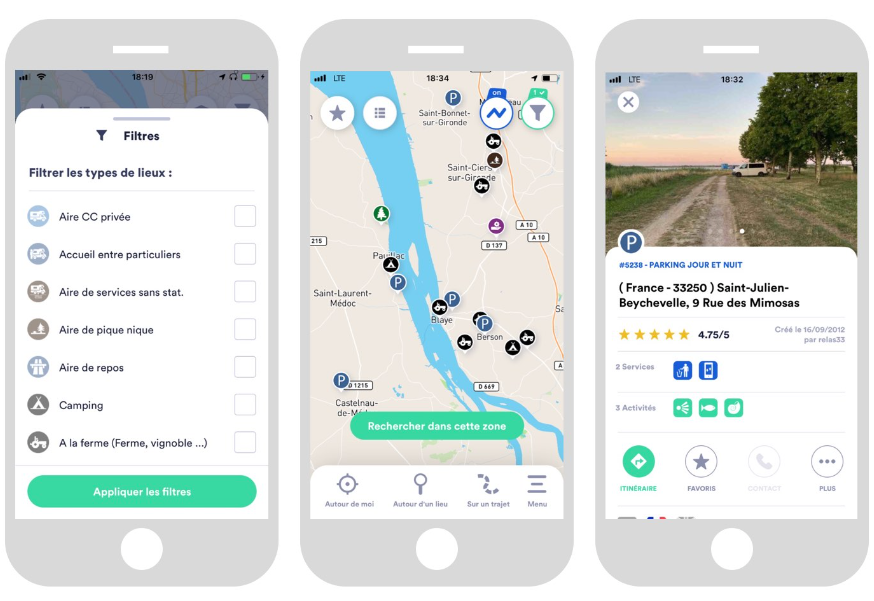 18:19
Filtres
Filtrer les types de lieux :
Aire CC privée
Accueil entre particuliers
Aire de services sans stat.
Aire de pique nique
Aire de repos
Camping
A la ferme (Ferme, vignoble ...)
Appliquer les filtres
LTE
18:34
on
1
P
Saint-Bonnet-
sur-Gironde
Saint-Ciers-
sur-Gironde
A 10
A 10
D 137
215
Pauillac
P
Saint-Laurent-
Médoc
P
Blaye
P
Berson
P
D 1215
D 669
Castelnau-
Rechercher dans cette zone
Autour de moi
Autour d'un lieu
Sur un trajet
Menu
LTE
18:32
P
#5238 - PARKING JOUR ET NUIT
( France - 33250 ) Saint-Julien-
Beychevelle, 9 Rue des Mimosas
4.75/5
Créé le 16/09/2012
par relas33
2 Services
3 Activités
ITINÉRAIRE
FAVORIS
CONTACT
PLUS